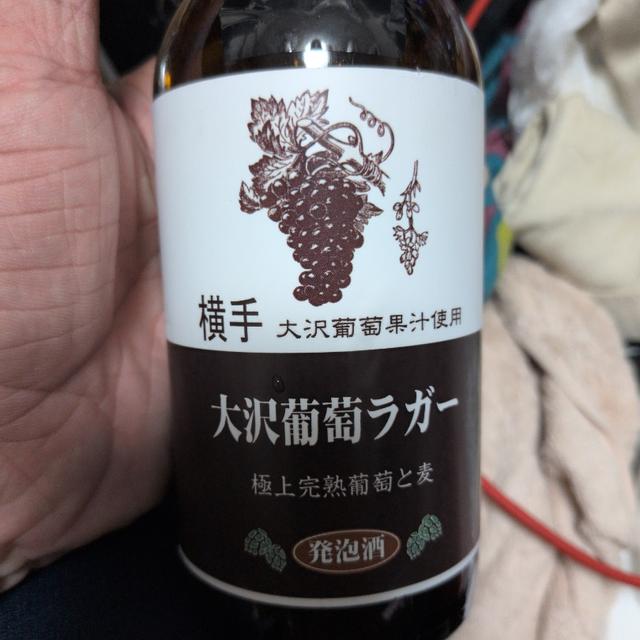 横手 大沢葡萄果汁使用
大沢葡萄ラガー
極上完熟葡萄と麦
発泡酒